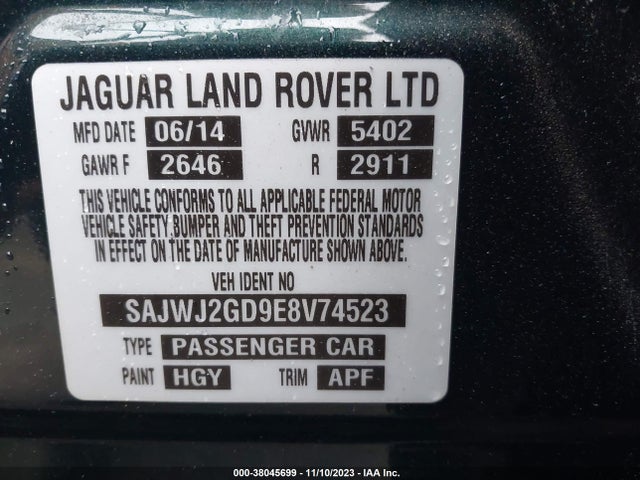 JAGUAR LAND ROVER LTD
MFD DATE 06/14 GVWR 5402
GAWR F 2646 R 2911
THIS VEHICLE CONFORMS TO ALL APPLICABLE FEDERAL MOTOR
VEHICLE SAFETY,BUMPER AND THEFT PREVENTION STANDARDS
IN EFFECT ON THE DATE OF MANUFACTURE SHOWN ABOVE.
VEH IDENT NO
SAJWJ2GD9E8V74523
TYPE PASSENGER CAR
PAINT HGY TRIM APF
000-38045699 - 11/10/2023 - IAA Inc.